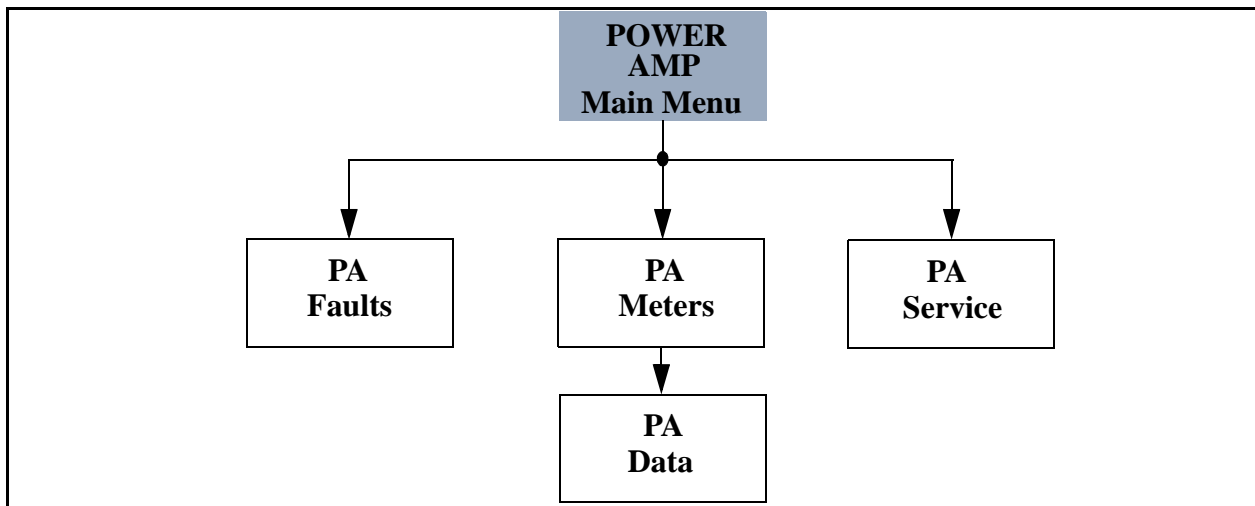 POWER
AMP
Main Menu
PA
Faults
PA
Meters
PA
Service
PA
Data